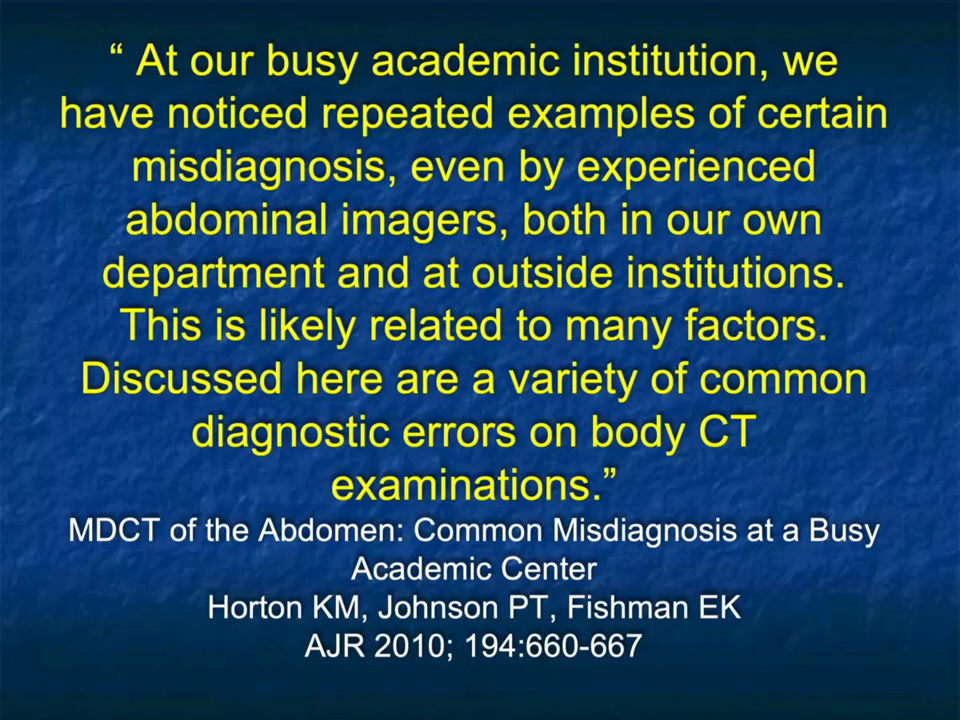 “ At our busy academic institution, we
have noticed repeated examples of certain
misdiagnosis, even by experienced
abdominal imagers, both in our own
department and at outside institutions.
This is likely related to many factors.
Discussed here are a variety of common
diagnostic errors on body CT
examinations.”
MDCT of the Abdomen: Common Misdiagnosis at a Busy
Academic Center
Horton KM, Johnson PT, Fishman EK
AJR 2010; 194:660-667